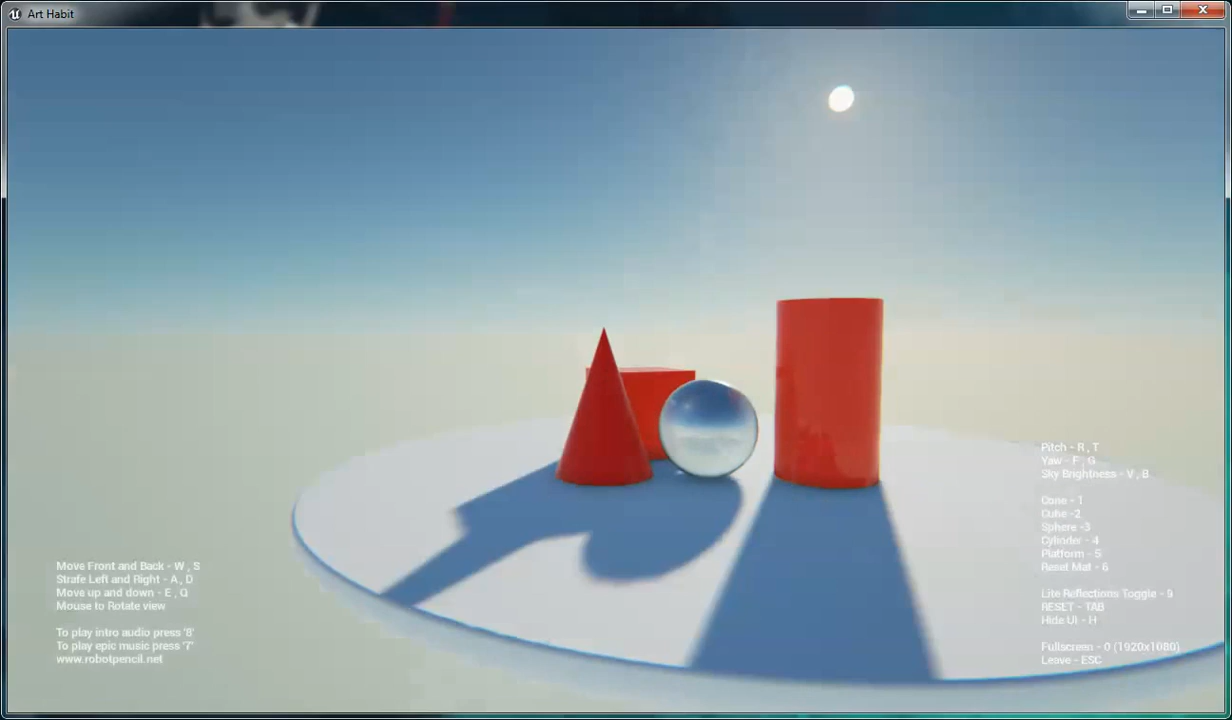 Art Habit
Pitch - R , T
Yaw - F , G
Sky Brightness - V , B
Cone - 1
Cube -2
Sphere -3
Cylinder - 4
Platform - 5
Reset Mat - 6
Move Front and Back - W , S
Strafe Left and Right - A , D
Move up and down - E , Q
Mouse to Rotate view
Lite Reflections Toggle - 9
RESET - TAB
Hide UI - H
To play intro audio press '8'
To play epic music press '7'
www.robotpencil.net
Fullscreen - 0 (1920x1080)
Leave - ESC